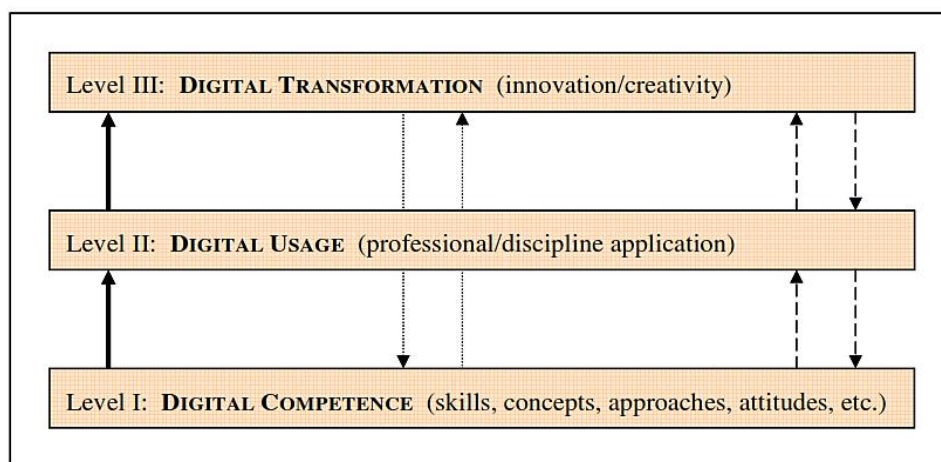 Level III: DIGITAL TRANSFORMATION (innovation/creativity)
Level II: DIGITAL USAGE (professional/discipline application)
Level I: DIGITAL COMPETENCE (skills, concepts, approaches, attitudes, etc.)